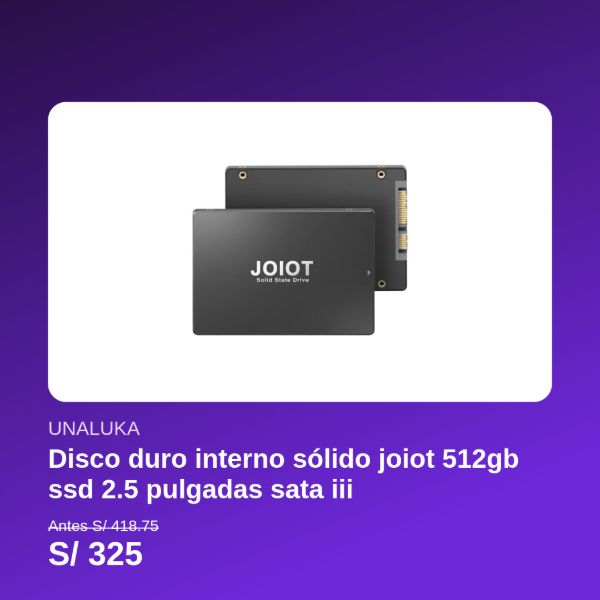 JOIOT
Solid State Drive
UNALUKA
Disco duro interno sólido joiot 512gb
ssd 2.5 pulgadas sata iii
Antes S/ 418.75
S/ 325